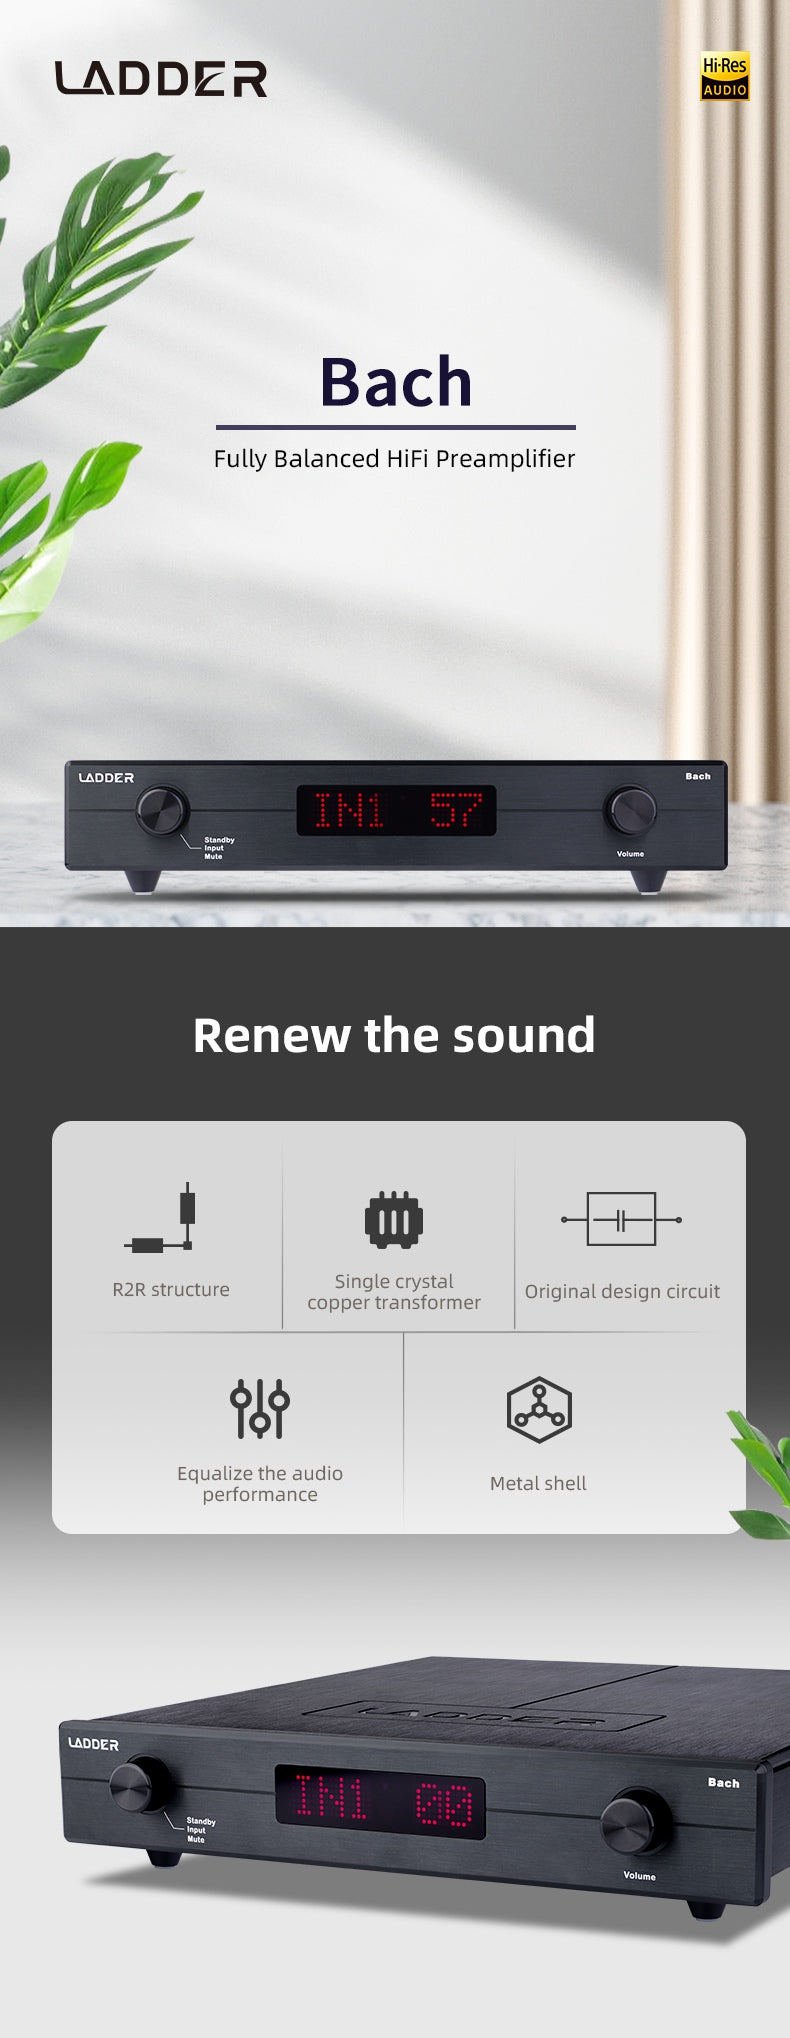 LADDER
Hi-Res
AUDIO
Bach
Fully Balanced HiFi Preamplifier
LADDER
Bach
IN1 57
Standby
Input
Mute
Volume
Renew the sound
R2R structure
Single crystal
copper transformer
Original design circuit
Equalize the audio
performance
Metal shell
LADDER
LADDER
Bach
IN1 00
Standby
Input
Mute
Volume